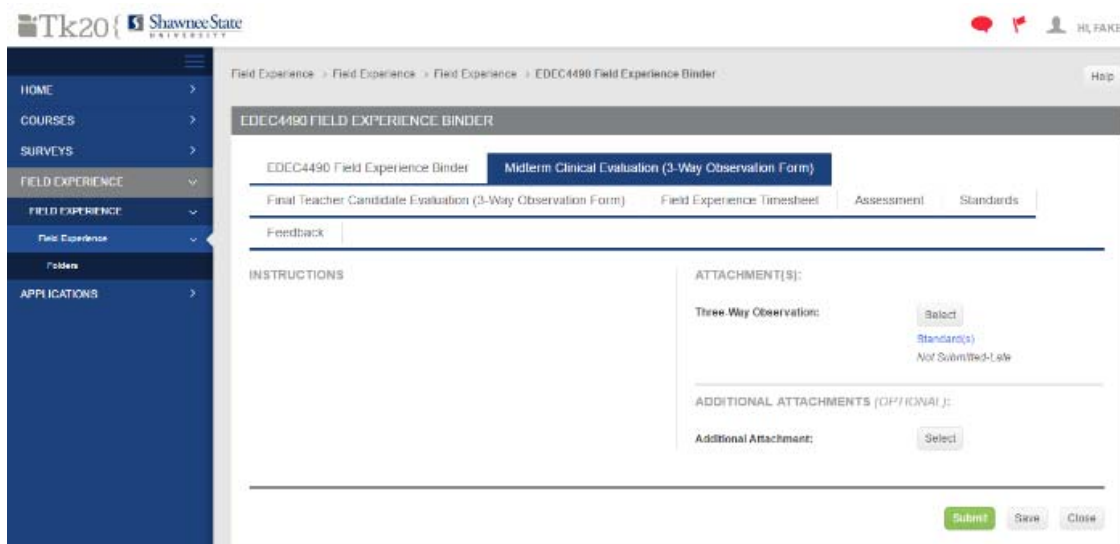 Tk20{ Shawnee State
UNIVERSITY
HI, FAKE
Field Experience > Field Experience > Field Experience > EDEC4490 Field Experience Binder
Help
HOME
COURSES
SURVEYS
FIELD EXPERIENCE
FIELD EXPERIENCE
Field Experience
Folders
APPLICATIONS
EDEC4490 FIELD EXPERIENCE BINDER
EDEC4490 Field Experience Binder
Midterm Clinical Evaluation (3-Way Observation Form)
Final Teacher Candidate Evaluation (3-Way Observation Form)
Field Experience Timesheet
Assessment
Standards
Feedback
INSTRUCTIONS
ATTACHMENT(S):
Three-Way Observation:
Select
Standard(s)
Not Submitted-Late
ADDITIONAL ATTACHMENTS (OPTIONAL):
Additional Attachment:
Select
Submit
Save
Close